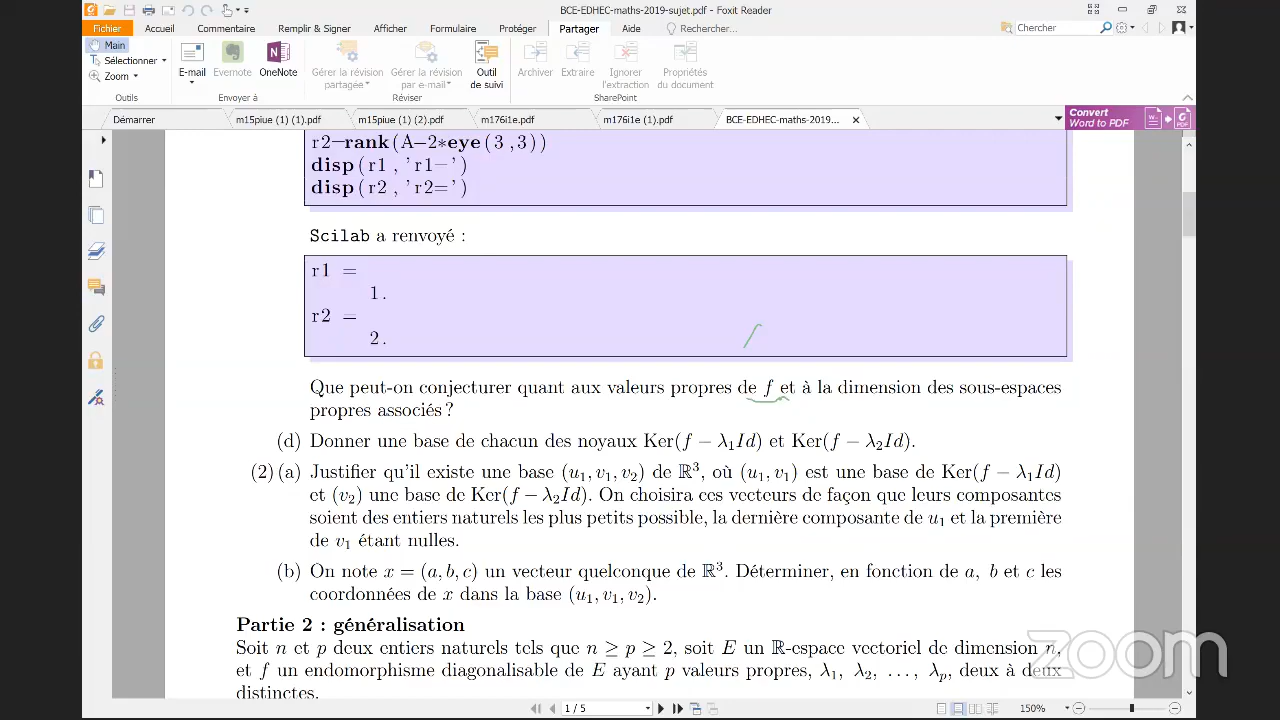 BCE-EDHEC-maths-2019-sujet.pdf - Foxit Reader
Fichier Accueil Commentaire Remplir & Signer Afficher Formulaire Protéger Partager Aide Rechercher... Chercher
Main
Sélectionner
Zoom
E-mail Evernote OneNote Gérer la révision partagée Gérer la révision par e-mail Outil de suivi Archiver Extraire Ignorer l'extraction Propriétés du document
Outils Envoyer à Réviser SharePoint
Démarrer m15piue (1) (1).pdf m176i1e.pdf m176i1e (1).pdf BCE-EDHEC-maths-2019...
Convert
Word to PDF
PDF
r2=rank(A-2*eye(3,3))
disp(r1,'r1=')
disp(r2,'r2=')
Scilab a renvoyé :
r1 =
1.
r2 =
2.
Que peut-on conjecturer quant aux valeurs propres de f et à la dimension des sous-espaces
propres associés ?
(d) Donner une base de chacun des noyaux Ker(f − λ₁Id) et Ker(f − λ₂Id).
(2) (a) Justifier qu'il existe une base (u₁, v₁, v₂) de ℝ³, où (u₁, v₁) est une base de Ker(f − λ₁Id)
et (v₂) une base de Ker(f − λ₂Id). On choisira ces vecteurs de façon que leurs composantes
soient des entiers naturels les plus petits possible, la dernière composante de u₁ et la première
de v₁ étant nulles.
(b) On note x = (a, b, c) un vecteur quelconque de ℝ³. Déterminer, en fonction de a, b et c les
coordonnées de x dans la base (u₁, v₁, v₂).
Partie 2 : généralisation
Soit n et p deux entiers naturels tels que n ≥ p ≥ 2, soit E un ℝ-espace vectoriel de dimension n,
et f un endomorphisme diagonalisable de E ayant p valeurs propres, λ₁, λ₂, ..., λₚ, deux à deux
distinctes.
zoom
1 / 5
150%